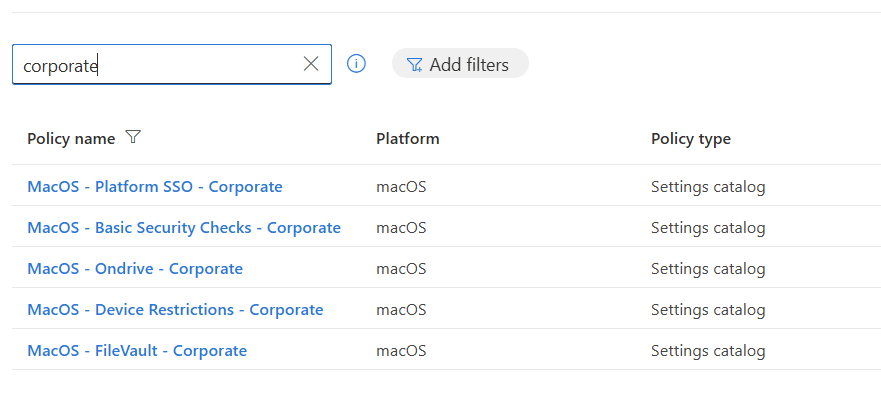 corporate
Add filters
Policy name Platform Policy type
MacOS - Platform SSO - Corporate macOS Settings catalog
MacOS - Basic Security Checks - Corporate macOS Settings catalog
MacOS - Ondrive - Corporate macOS Settings catalog
MacOS - Device Restrictions - Corporate macOS Settings catalog
MacOS - FileVault - Corporate macOS Settings catalog